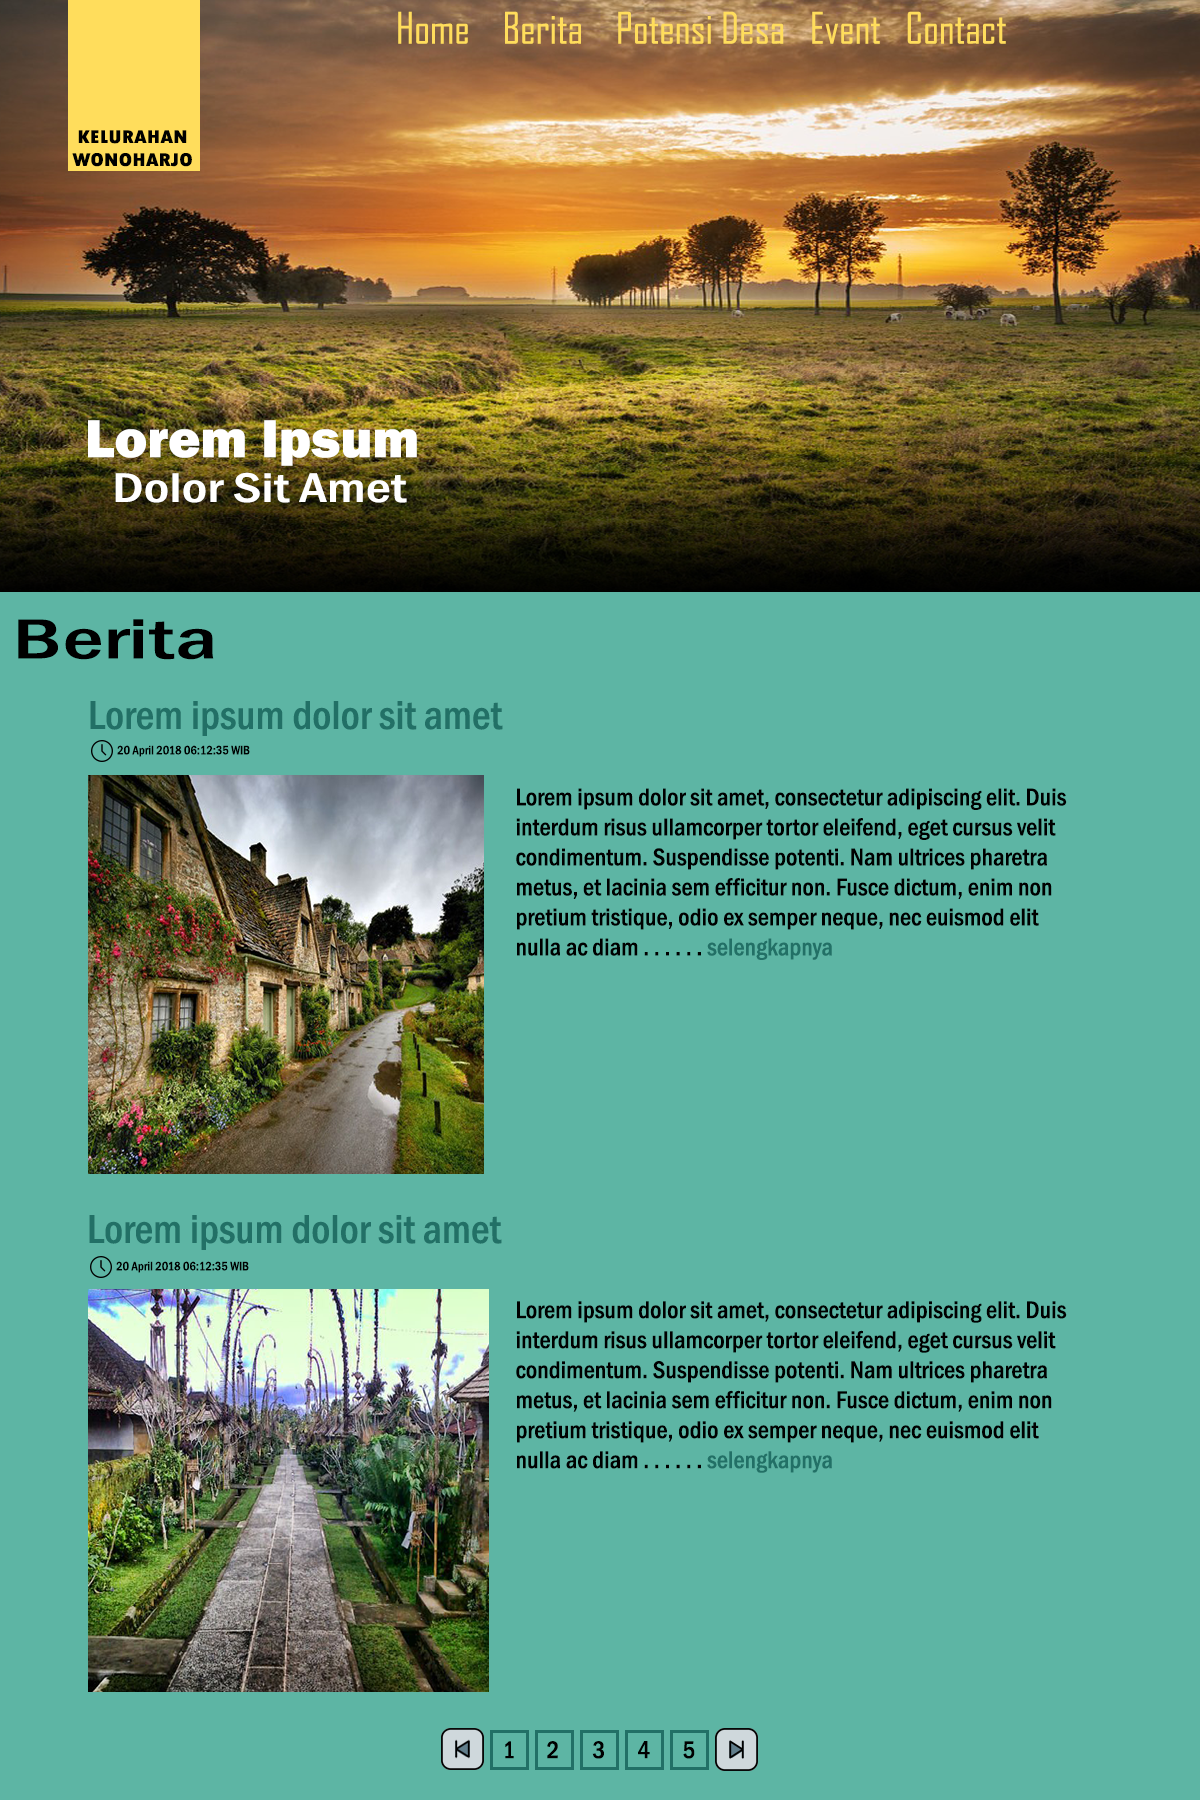 Home Berita Potensi Desa Event Contact
KELURAHAN
WONOHARJO
Lorem Ipsum
Dolor Sit Amet
Berita
Lorem ipsum dolor sit amet
20 April 2018 06:12:35 WIB
Lorem ipsum dolor sit amet, consectetur adipiscing elit. Duis
interdum risus ullamcorper tortor eleifend, eget cursus velit
condimentum. Suspendisse potenti. Nam ultrices pharetra
metus, et lacinia sem efficitur non. Fusce dictum, enim non
pretium tristique, odio ex semper neque, nec euismod elit
nulla ac diam . . . . . . selengkapnya
Lorem ipsum dolor sit amet
20 April 2018 06:12:35 WIB
Lorem ipsum dolor sit amet, consectetur adipiscing elit. Duis
interdum risus ullamcorper tortor eleifend, eget cursus velit
condimentum. Suspendisse potenti. Nam ultrices pharetra
metus, et lacinia sem efficitur non. Fusce dictum, enim non
pretium tristique, odio ex semper neque, nec euismod elit
nulla ac diam . . . . . . selengkapnya
1 2 3 4 5